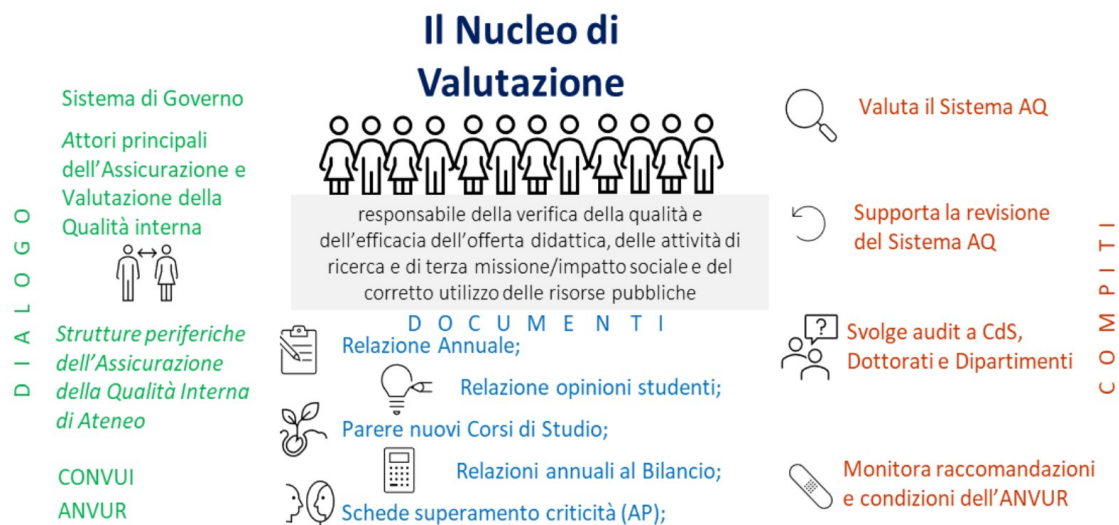 Il Nucleo di
Valutazione
responsabile della verifica della qualità e
dell'efficacia dell'offerta didattica, delle attività di
ricerca e di terza missione/impatto sociale e del
corretto utilizzo delle risorse pubbliche
DIALOGO
Sistema di Governo
Attori principali
dell'Assicurazione e
Valutazione della
Qualità interna
Strutture periferiche
dell'Assicurazione
della Qualità Interna
di Ateneo
CONVUI
ANVUR
DOCUMENTI
Relazione Annuale;
Relazione opinioni studenti;
Parere nuovi Corsi di Studio;
Relazioni annuali al Bilancio;
Schede superamento criticità (AP);
COMPITI
Valuta il Sistema AQ
Supporta la revisione
del Sistema AQ
?
Svolge audit a CdS,
Dottorati e Dipartimenti
Monitora raccomandazioni
e condizioni dell'ANVUR